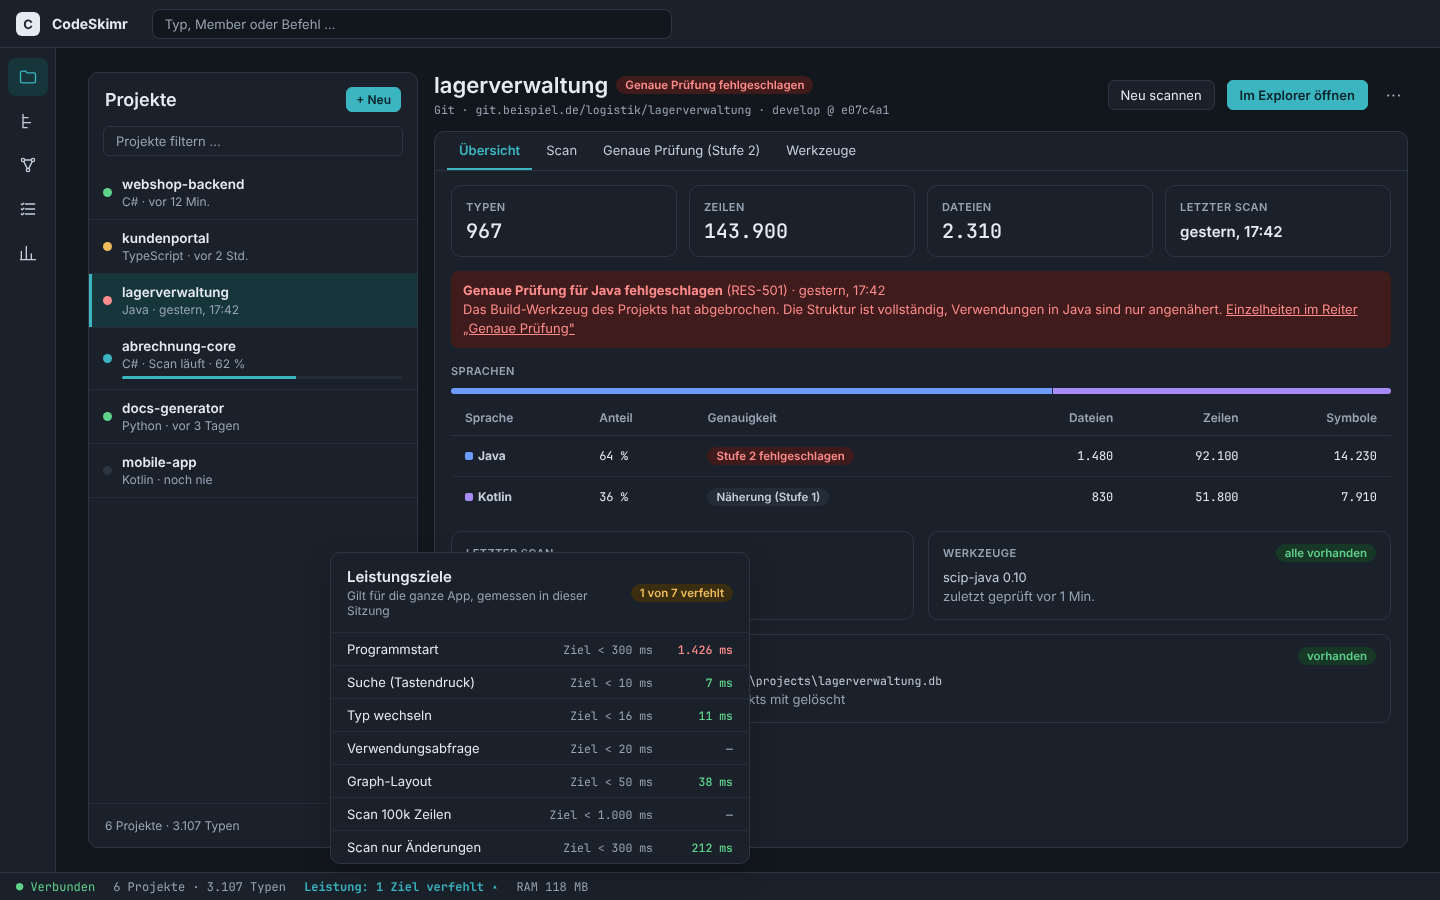 C CodeSkimr
Typ, Member oder Befehl ...
Projekte
+ Neu
Projekte filtern ...
webshop-backend
C# · vor 12 Min.
kundenportal
TypeScript · vor 2 Std.
lagerverwaltung
Java · gestern, 17:42
abrechnung-core
C# · Scan läuft · 62 %
docs-generator
Python · vor 3 Tagen
mobile-app
Kotlin · noch nie
6 Projekte · 3.107 Typen
lagerverwaltung Genaue Prüfung fehlgeschlagen
Git · git.beispiel.de/logistik/lagerverwaltung · develop @ e07c4a1
Neu scannen Im Explorer öffnen ...
Übersicht Scan Genaue Prüfung (Stufe 2) Werkzeuge
TYPEN
967
ZEILEN
143.900
DATEIEN
2.310
LETZTER SCAN
gestern, 17:42
Genaue Prüfung für Java fehlgeschlagen (RES-501) · gestern, 17:42
Das Build-Werkzeug des Projekts hat abgebrochen. Die Struktur ist vollständig, Verwendungen in Java sind nur angenähert. Einzelheiten im Reiter
„Genaue Prüfung"
SPRACHEN
Sprache Anteil Genauigkeit Dateien Zeilen Symbole
Java 64 % Stufe 2 fehlgeschlagen 1.480 92.100 14.230
Kotlin 36 % Näherung (Stufe 1) 830 51.800 7.910
LETZTER SCAN
WERKZEUGE alle vorhanden
scip-java 0.10
zuletzt geprüft vor 1 Min.
vorhanden
\projects\lagerverwaltung.db
kts mit gelöscht
Leistungsziele
Gilt für die ganze App, gemessen in dieser
Sitzung
1 von 7 verfehlt
Programmstart Ziel < 300 ms 1.426 ms
Suche (Tastendruck) Ziel < 10 ms 7 ms
Typ wechseln Ziel < 16 ms 11 ms
Verwendungsabfrage Ziel < 20 ms –
Graph-Layout Ziel < 50 ms 38 ms
Scan 100k Zeilen Ziel < 1.000 ms –
Scan nur Änderungen Ziel < 300 ms 212 ms
Verbunden 6 Projekte · 3.107 Typen Leistung: 1 Ziel verfehlt ▴ RAM 118 MB